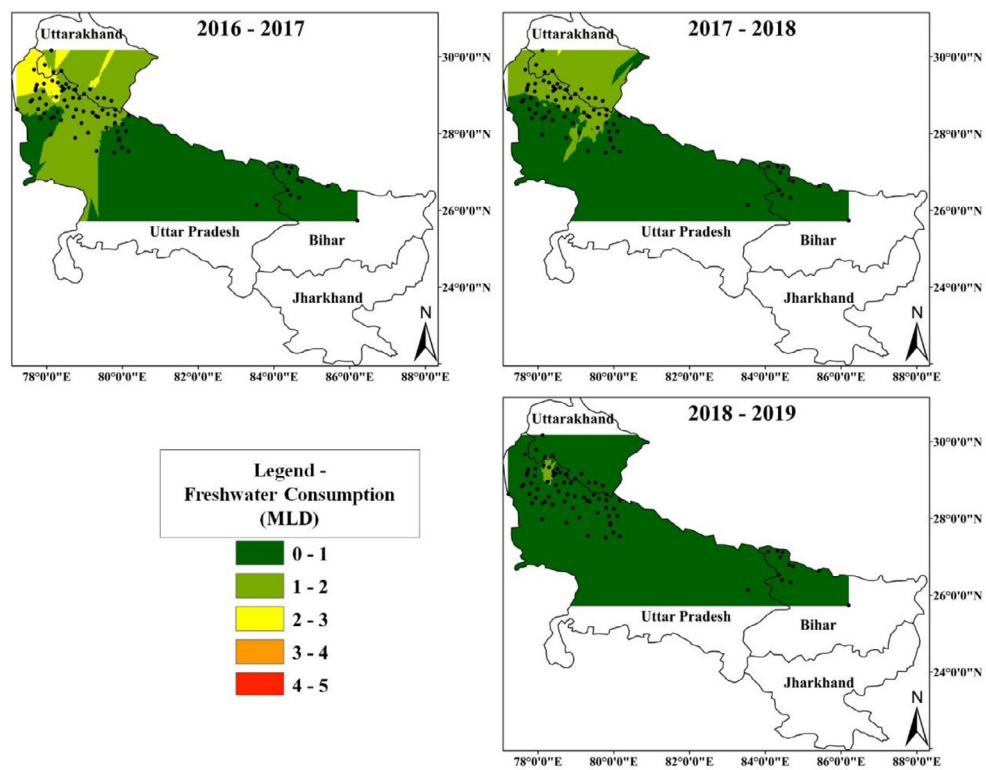 2016 - 2017
Uttarakhand
Uttar Pradesh
Bihar
Jharkhand
N
30°0'0"N
28°0'0"N
26°0'0"N
24°0'0"N
78°0'0"E 80°0'0"E 82°0'0"E 84°0'0"E 86°0'0"E 88°0'0"E
2017 - 2018
Uttarakhand
Uttar Pradesh
Bihar
Jharkhand
N
30°0'0"N
28°0'0"N
26°0'0"N
24°0'0"N
78°0'0"E 80°0'0"E 82°0'0"E 84°0'0"E 86°0'0"E 88°0'0"E
Legend -
Freshwater Consumption
(MLD)
0 - 1
1 - 2
2 - 3
3 - 4
4 - 5
2018 - 2019
Uttarakhand
Uttar Pradesh
Bihar
Jharkhand
N
30°0'0"N
28°0'0"N
26°0'0"N
24°0'0"N
78°0'0"E 80°0'0"E 82°0'0"E 84°0'0"E 86°0'0"E 88°0'0"E